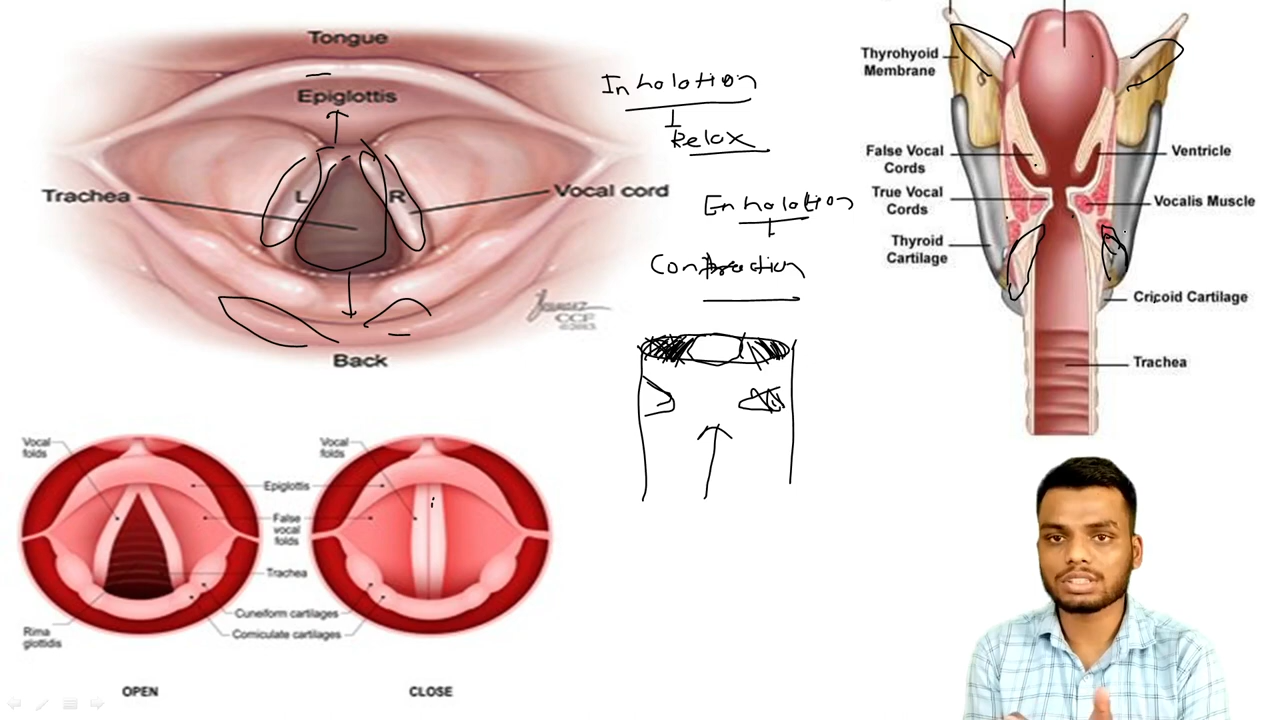 Tongue
Epiglottis
Trachea
L
R
Vocal cord
CCF
©2013
Back
Inholotion
Relox
Enholotion
Contraction
Thyrohyoid
Membrane
False Vocal
Cords
True Vocal
Cords
Thyroid
Cartilage
Ventricle
Vocalis Muscle
Cricoid Cartilage
Trachea
Vocal
folds
Rima
glottidis
Vocal
folds
Epiglottis
False
vocal
folds
Trachea
Cuneiform cartilages
Corniculate cartilages
OPEN
CLOSE